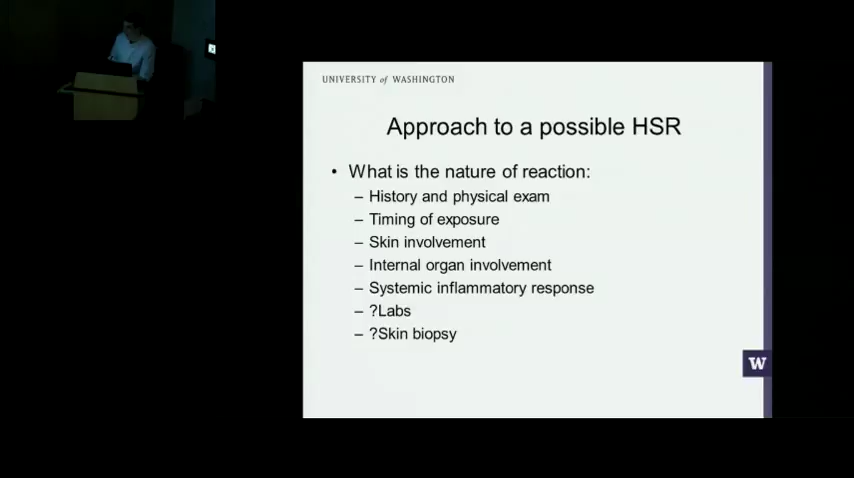 UNIVERSITY of WASHINGTON
Approach to a possible HSR
• What is the nature of reaction:
– History and physical exam
– Timing of exposure
– Skin involvement
– Internal organ involvement
– Systemic inflammatory response
– ?Labs
– ?Skin biopsy
W